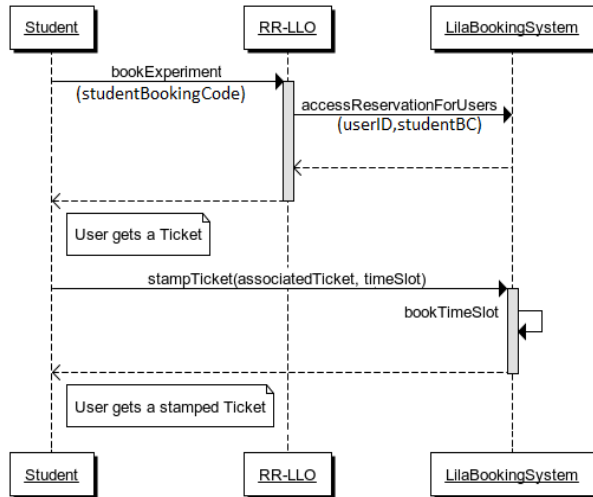 Student
RR-LLO
LilaBookingSystem
bookExperiment
(studentBookingCode)
accessReservationForUsers
(userID,studentBC)
User gets a Ticket
stampTicket(associatedTicket, timeSlot)
bookTimeSlot
User gets a stamped Ticket
Student
RR-LLO
LilaBookingSystem